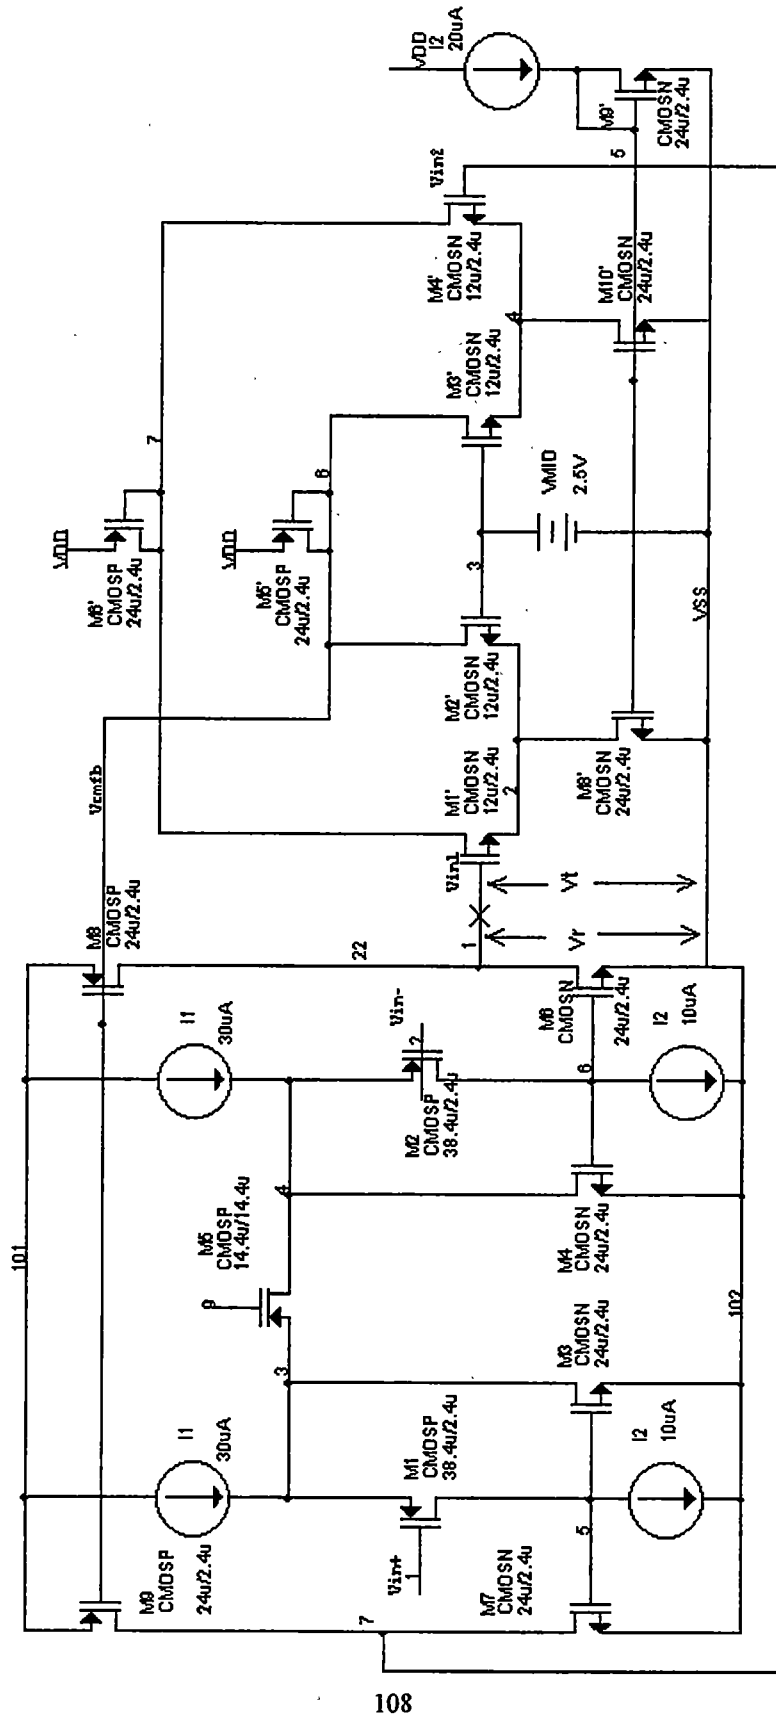 101
M9
CMOSP
24u/2.4u
I1
30uA
M5
CMOSP
14.4u/14.4u
9
I1
30uA
M8
CMOSP
24u/2.4u
Vcmfb
3
4
Vin+
1
M1
CMOSP
38.4u/2.4u
M2
CMOSP
38.4u/2.4u
Vin-
2
22
7
M7
CMOSN
24u/2.4u
5
I2
10uA
M3
CMOSN
24u/2.4u
M4
CMOSN
24u/2.4u
6
I2
10uA
M6
CMOSN
24u/2.4u
102
1
Vr
Vt
Vin1
M6'
CMOSP
24u/2.4u
VDD
7
M5'
CMOSP
24u/2.4u
VDD
6
M1'
CMOSN
12u/2.4u
2
M2'
CMOSN
12u/2.4u
3
M3'
CMOSN
12u/2.4u
4
M4'
CMOSN
12u/2.4u
Vin2
VMID
2.5V
M8'
CMOSN
24u/2.4u
VSS
M10'
CMOSN
24u/2.4u
5
M9'
CMOSN
24u/2.4u
VDD
I2
20uA
108